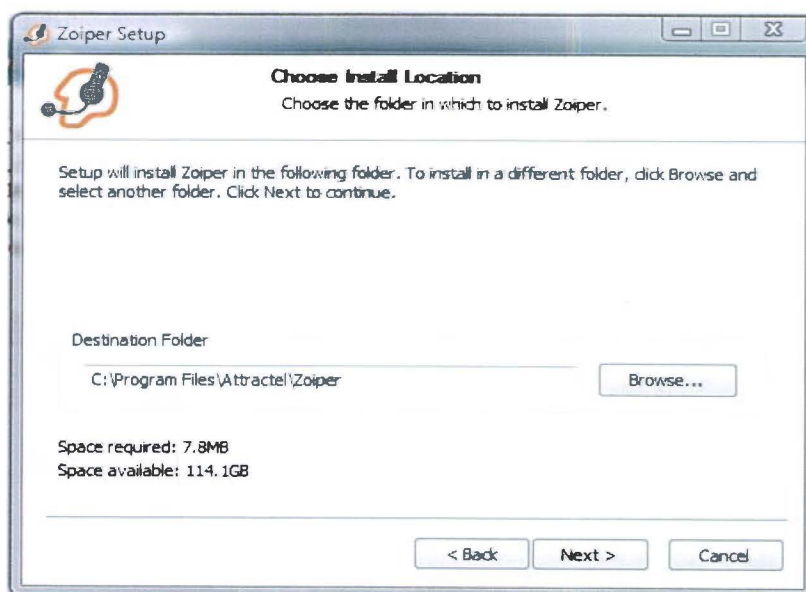 Zoiper Setup
Choose Install Location
Choose the folder in which to install Zoiper.
Setup will install Zoiper in the following folder. To install in a different folder, click Browse and
select another folder. Click Next to continue.
Destination Folder
C:\Program Files\Attractel\Zoiper
Browse...
Space required: 7.8MB
Space available: 114.1GB
< Back
Next >
Cancel